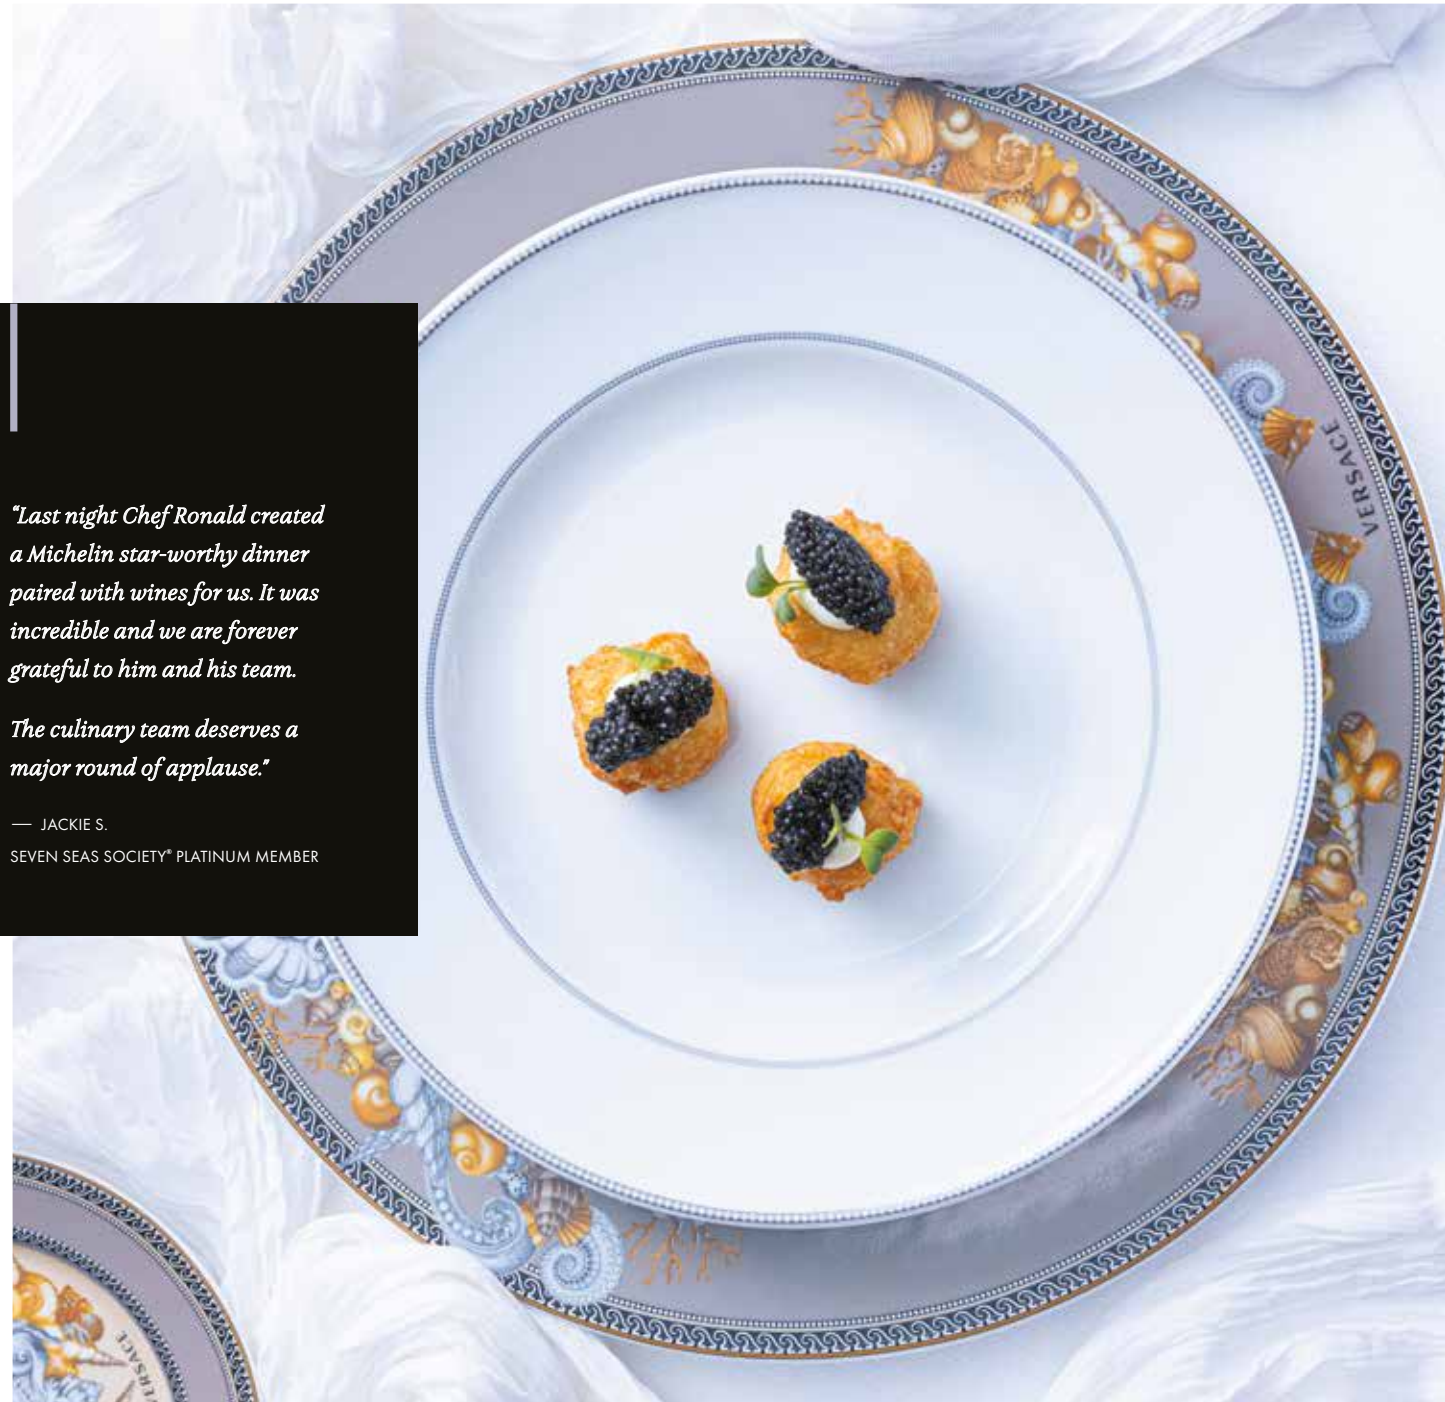 “Last night Chef Ronald created
a Michelin star-worthy dinner
paired with wines for us. It was
incredible and we are forever
grateful to him and his team.
The culinary team deserves a
major round of applause.”
— JACKIE S.
SEVEN SEAS SOCIETY® PLATINUM MEMBER
VERSACE
VERSACE